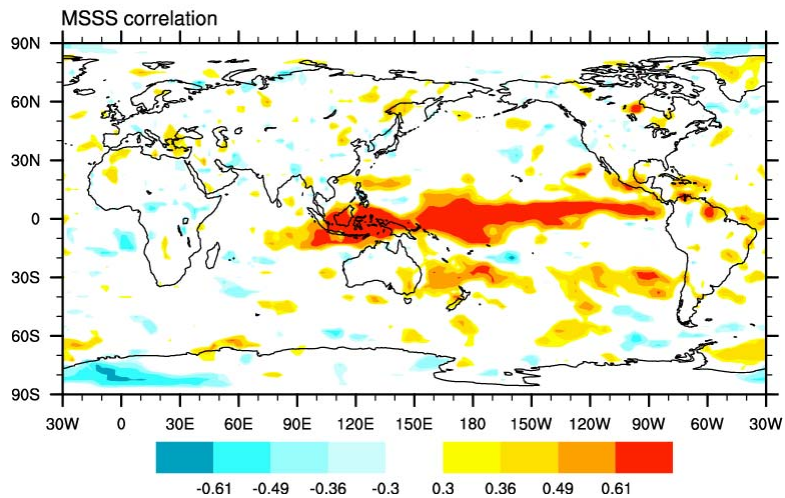 MSSS correlation
90N
60N
30N
0
30S
60S
90S
30W 0 30E 60E 90E 120E 150E 180 150W 120W 90W 60W 30W
-0.61 -0.49 -0.36 -0.3 0.3 0.36 0.49 0.61